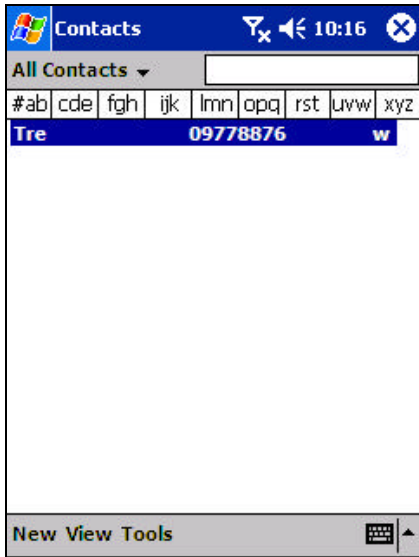 Contacts 10:16
All Contacts
#ab cde fgh ijk lmn opq rst uvw xyz
Tre 09778876 w
New View Tools